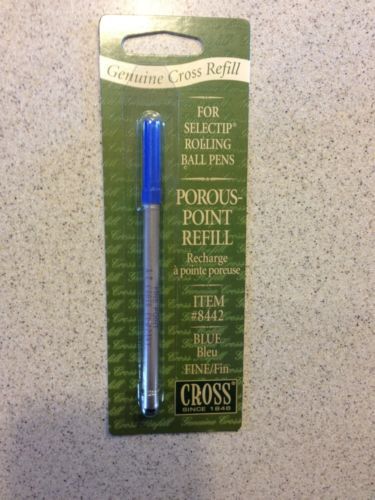 Genuine Cross Refill
FOR
SELECTIP®
ROLLING
BALL PENS
POROUS-
POINT
REFILL
Recharge
à pointe poreuse
ITEM
#8442
BLUE
Bleu
FINE/Fin
CROSS®
SINCE 1846